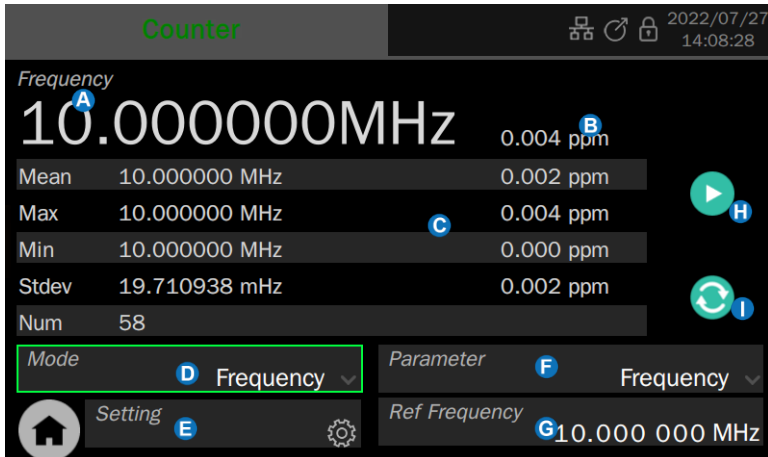 Counter
2022/07/27
14:08:28
Frequency
A
10.000000MHz
B
0.004 ppm
Mean 10.000000 MHz 0.002 ppm
Max 10.000000 MHz 0.004 ppm
C
Min 10.000000 MHz 0.000 ppm
Stdev 19.710938 mHz 0.002 ppm
Num 58
H
I
Mode
D
Frequency
Parameter
F
Frequency
Setting
E
Ref Frequency
G
10.000 000 MHz